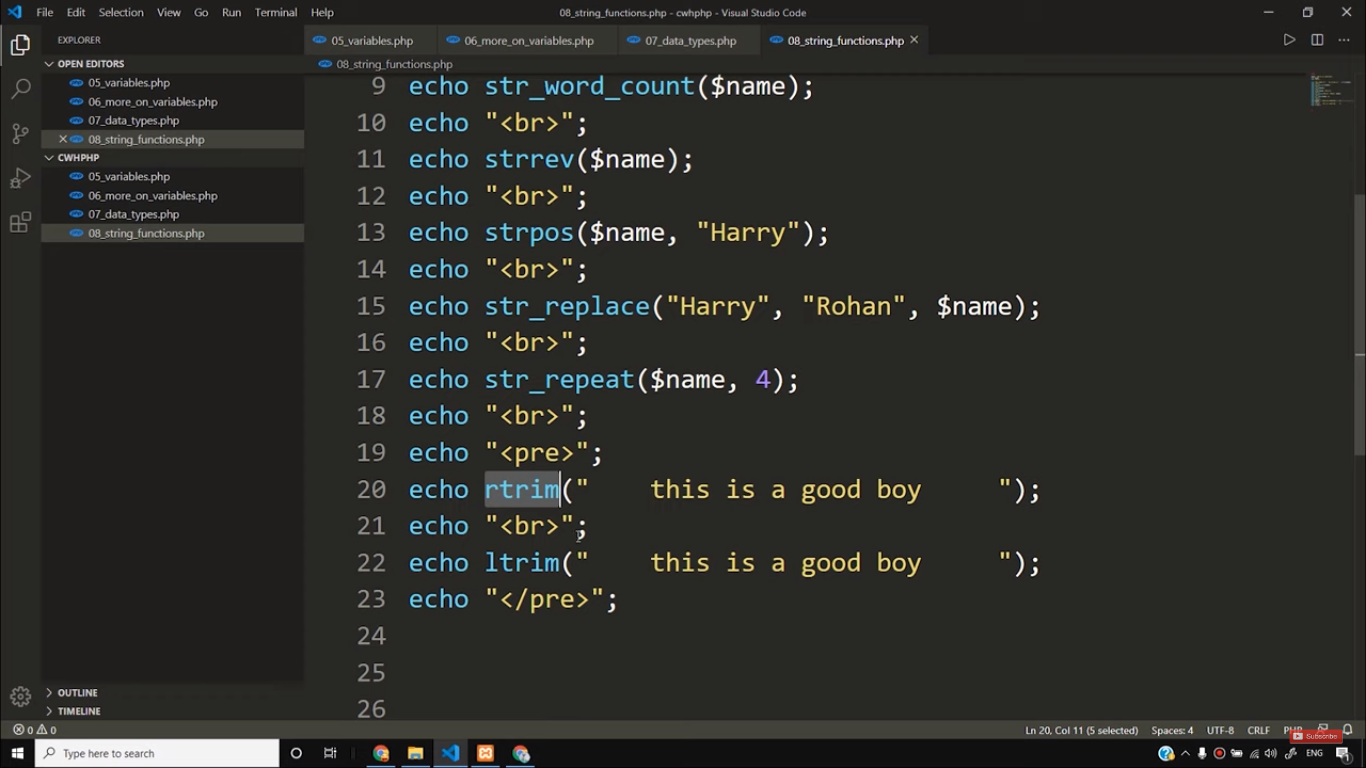 File Edit Selection View Go Run Terminal Help
08_string_functions.php - cwhphp - Visual Studio Code
EXPLORER
05_variables.php
06_more_on_variables.php
07_data_types.php
08_string_functions.php
OPEN EDITORS
05_variables.php
06_more_on_variables.php
07_data_types.php
08_string_functions.php
CWHPHP
05_variables.php
06_more_on_variables.php
07_data_types.php
08_string_functions.php
08_string_functions.php
9 echo str_word_count($name);
10 echo "<br>";
11 echo strrev($name);
12 echo "<br>";
13 echo strpos($name, "Harry");
14 echo "<br>";
15 echo str_replace("Harry", "Rohan", $name);
16 echo "<br>";
17 echo str_repeat($name, 4);
18 echo "<br>";
19 echo "<pre>";
20 echo rtrim("    this is a good boy     ");
21 echo "<br>";
22 echo ltrim("    this is a good boy     ");
23 echo "</pre>";
24
25
26
OUTLINE
TIMELINE
0 0
Ln 20, Col 11 (5 selected) Spaces: 4 UTF-8 CRLF PHP
Subscribe
Type here to search
ENG
1